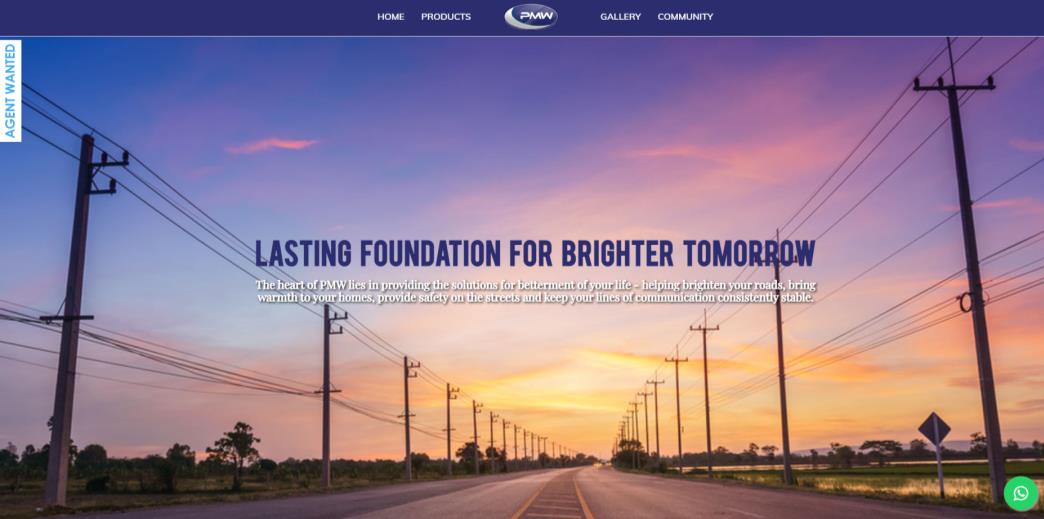 HOME PRODUCTS PMW GALLERY COMMUNITY
AGENT WANTED
LASTING FOUNDATION FOR BRIGHTER TOMORROW
The heart of PMW lies in providing the solutions for betterment of your life - helping brighten your roads, bring
warmth to your homes, provide safety on the streets and keep your lines of communication consistently stable.